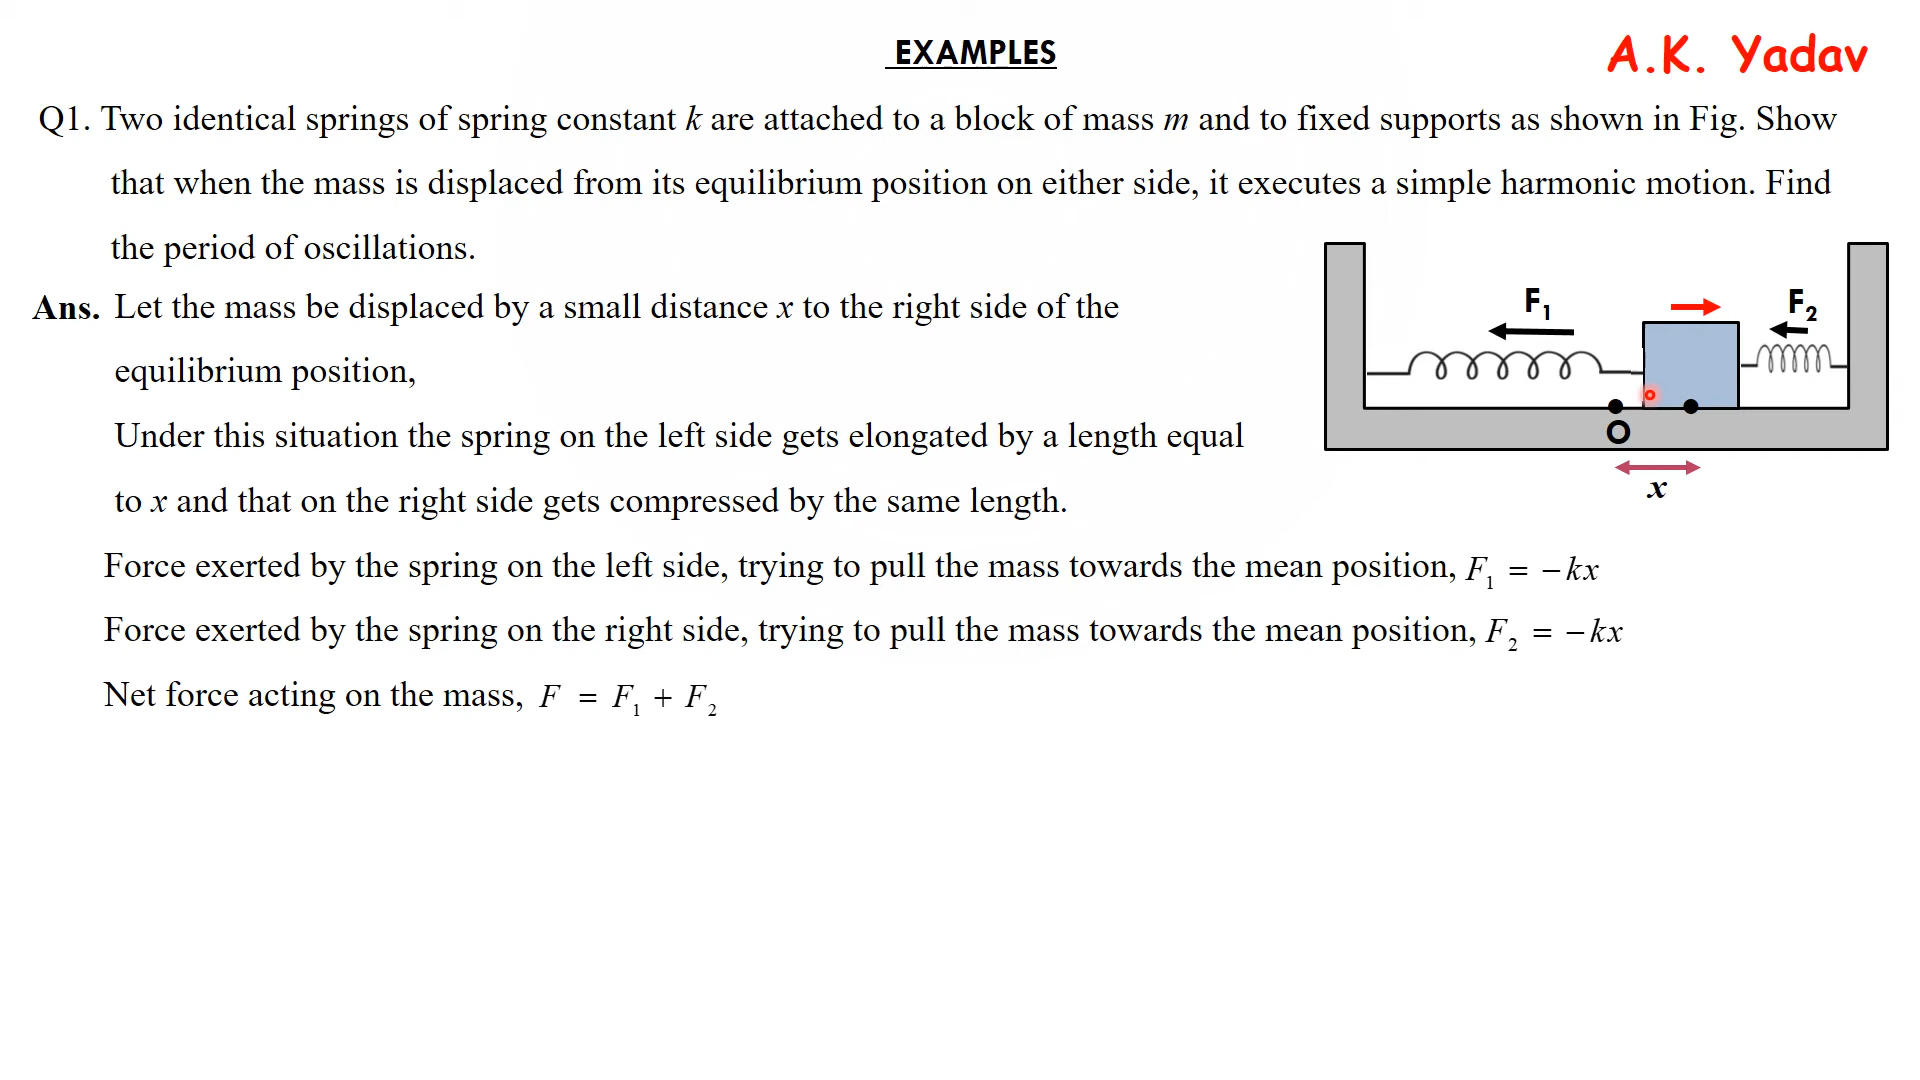 EXAMPLES
A.K. Yadav
Q1. Two identical springs of spring constant k are attached to a block of mass m and to fixed supports as shown in Fig. Show
that when the mass is displaced from its equilibrium position on either side, it executes a simple harmonic motion. Find
the period of oscillations.
Ans. Let the mass be displaced by a small distance x to the right side of the
equilibrium position,
Under this situation the spring on the left side gets elongated by a length equal
to x and that on the right side gets compressed by the same length.
F₁
F₂
O
x
Force exerted by the spring on the left side, trying to pull the mass towards the mean position, F₁ = −kx
Force exerted by the spring on the right side, trying to pull the mass towards the mean position, F₂ = −kx
Net force acting on the mass, F = F₁ + F₂